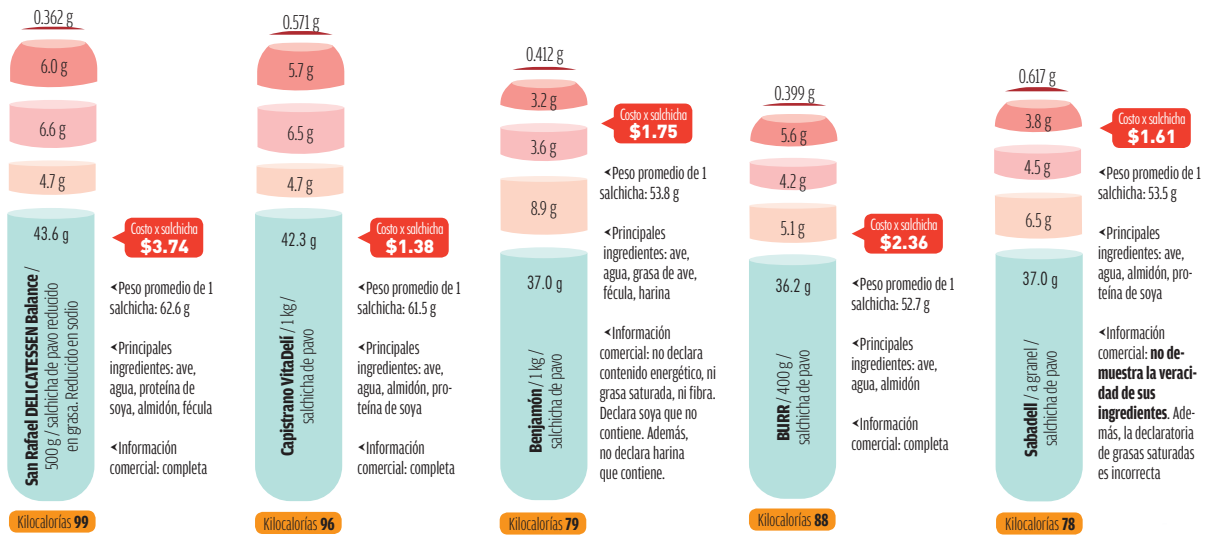 0.362 g
6.0 g
6.6 g
4.7 g
43.6 g
San Rafael DELICATESSEN Balance /
500 g / salchicha de pavo reducido
en grasa. Reducido en sodio
Costo x salchicha
$3.74
Peso promedio de 1
salchicha: 62.6 g
Principales
ingredientes: ave,
agua, proteína de
soya, almidón, fécula
Información
comercial: completa
Kilocalorías 99
0.571 g
5.7 g
6.5 g
4.7 g
42.3 g
Capistrano VitaDelí / 1 kg /
salchicha de pavo
Costo x salchicha
$1.38
Peso promedio de 1
salchicha: 61.5 g
Principales
ingredientes: ave,
agua, almidón, pro-
teína de soya
Información
comercial: completa
Kilocalorías 96
0.412 g
3.2 g
3.6 g
8.9 g
37.0 g
Benjamón / 1 kg /
salchicha de pavo
Costo x salchicha
$1.75
Peso promedio de 1
salchicha: 53.8 g
Principales
ingredientes: ave,
agua, grasa de ave,
fécula, harina
Información
comercial: no declara
contenido energético, ni
grasa saturada, ni fibra.
Declara soya que no
contiene. Además,
no declara harina
que contiene.
Kilocalorías 79
0.399 g
5.6 g
4.2 g
5.1 g
36.2 g
BURR / 400 g /
salchicha de pavo
Costo x salchicha
$2.36
Peso promedio de 1
salchicha: 52.7 g
Principales
ingredientes: ave,
agua, almidón
Información
comercial: completa
Kilocalorías 88
0.617 g
3.8 g
4.5 g
6.5 g
37.0 g
Sabadell / a granel /
salchicha de pavo
Costo x salchicha
$1.61
Peso promedio de 1
salchicha: 53.5 g
Principales
ingredientes: ave,
agua, almidón, pro-
teína de soya
Información
comercial: no de-
muestra la veraci-
dad de sus
ingredientes. Ade-
más, la declaratoria
de grasas saturadas
es incorrecta
Kilocalorías 78